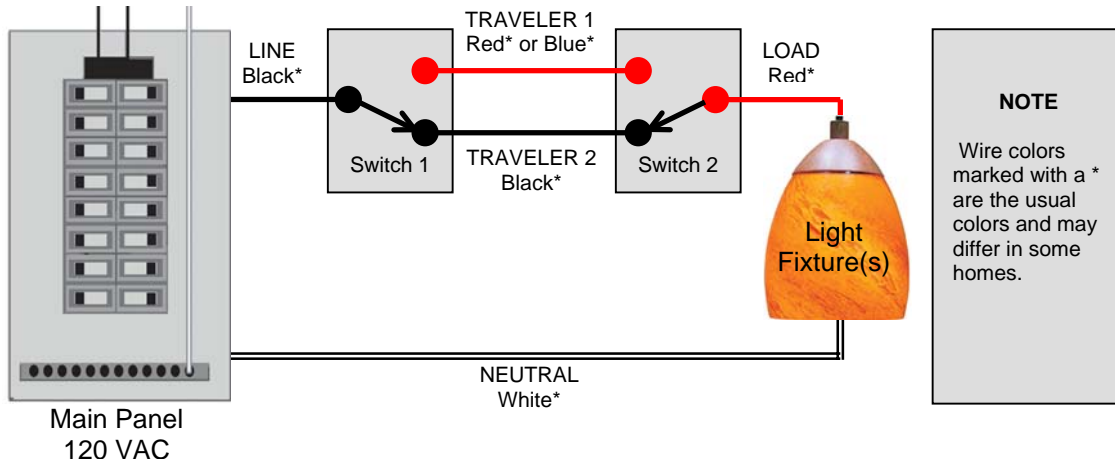 TRAVELER 1
Red* or Blue*
LINE
Black*
LOAD
Red*
Switch 1
TRAVELER 2
Black*
Switch 2
Light
Fixture(s)
NEUTRAL
White*
Main Panel
120 VAC
NOTE
Wire colors
marked with a *
are the usual
colors and may
differ in some
homes.